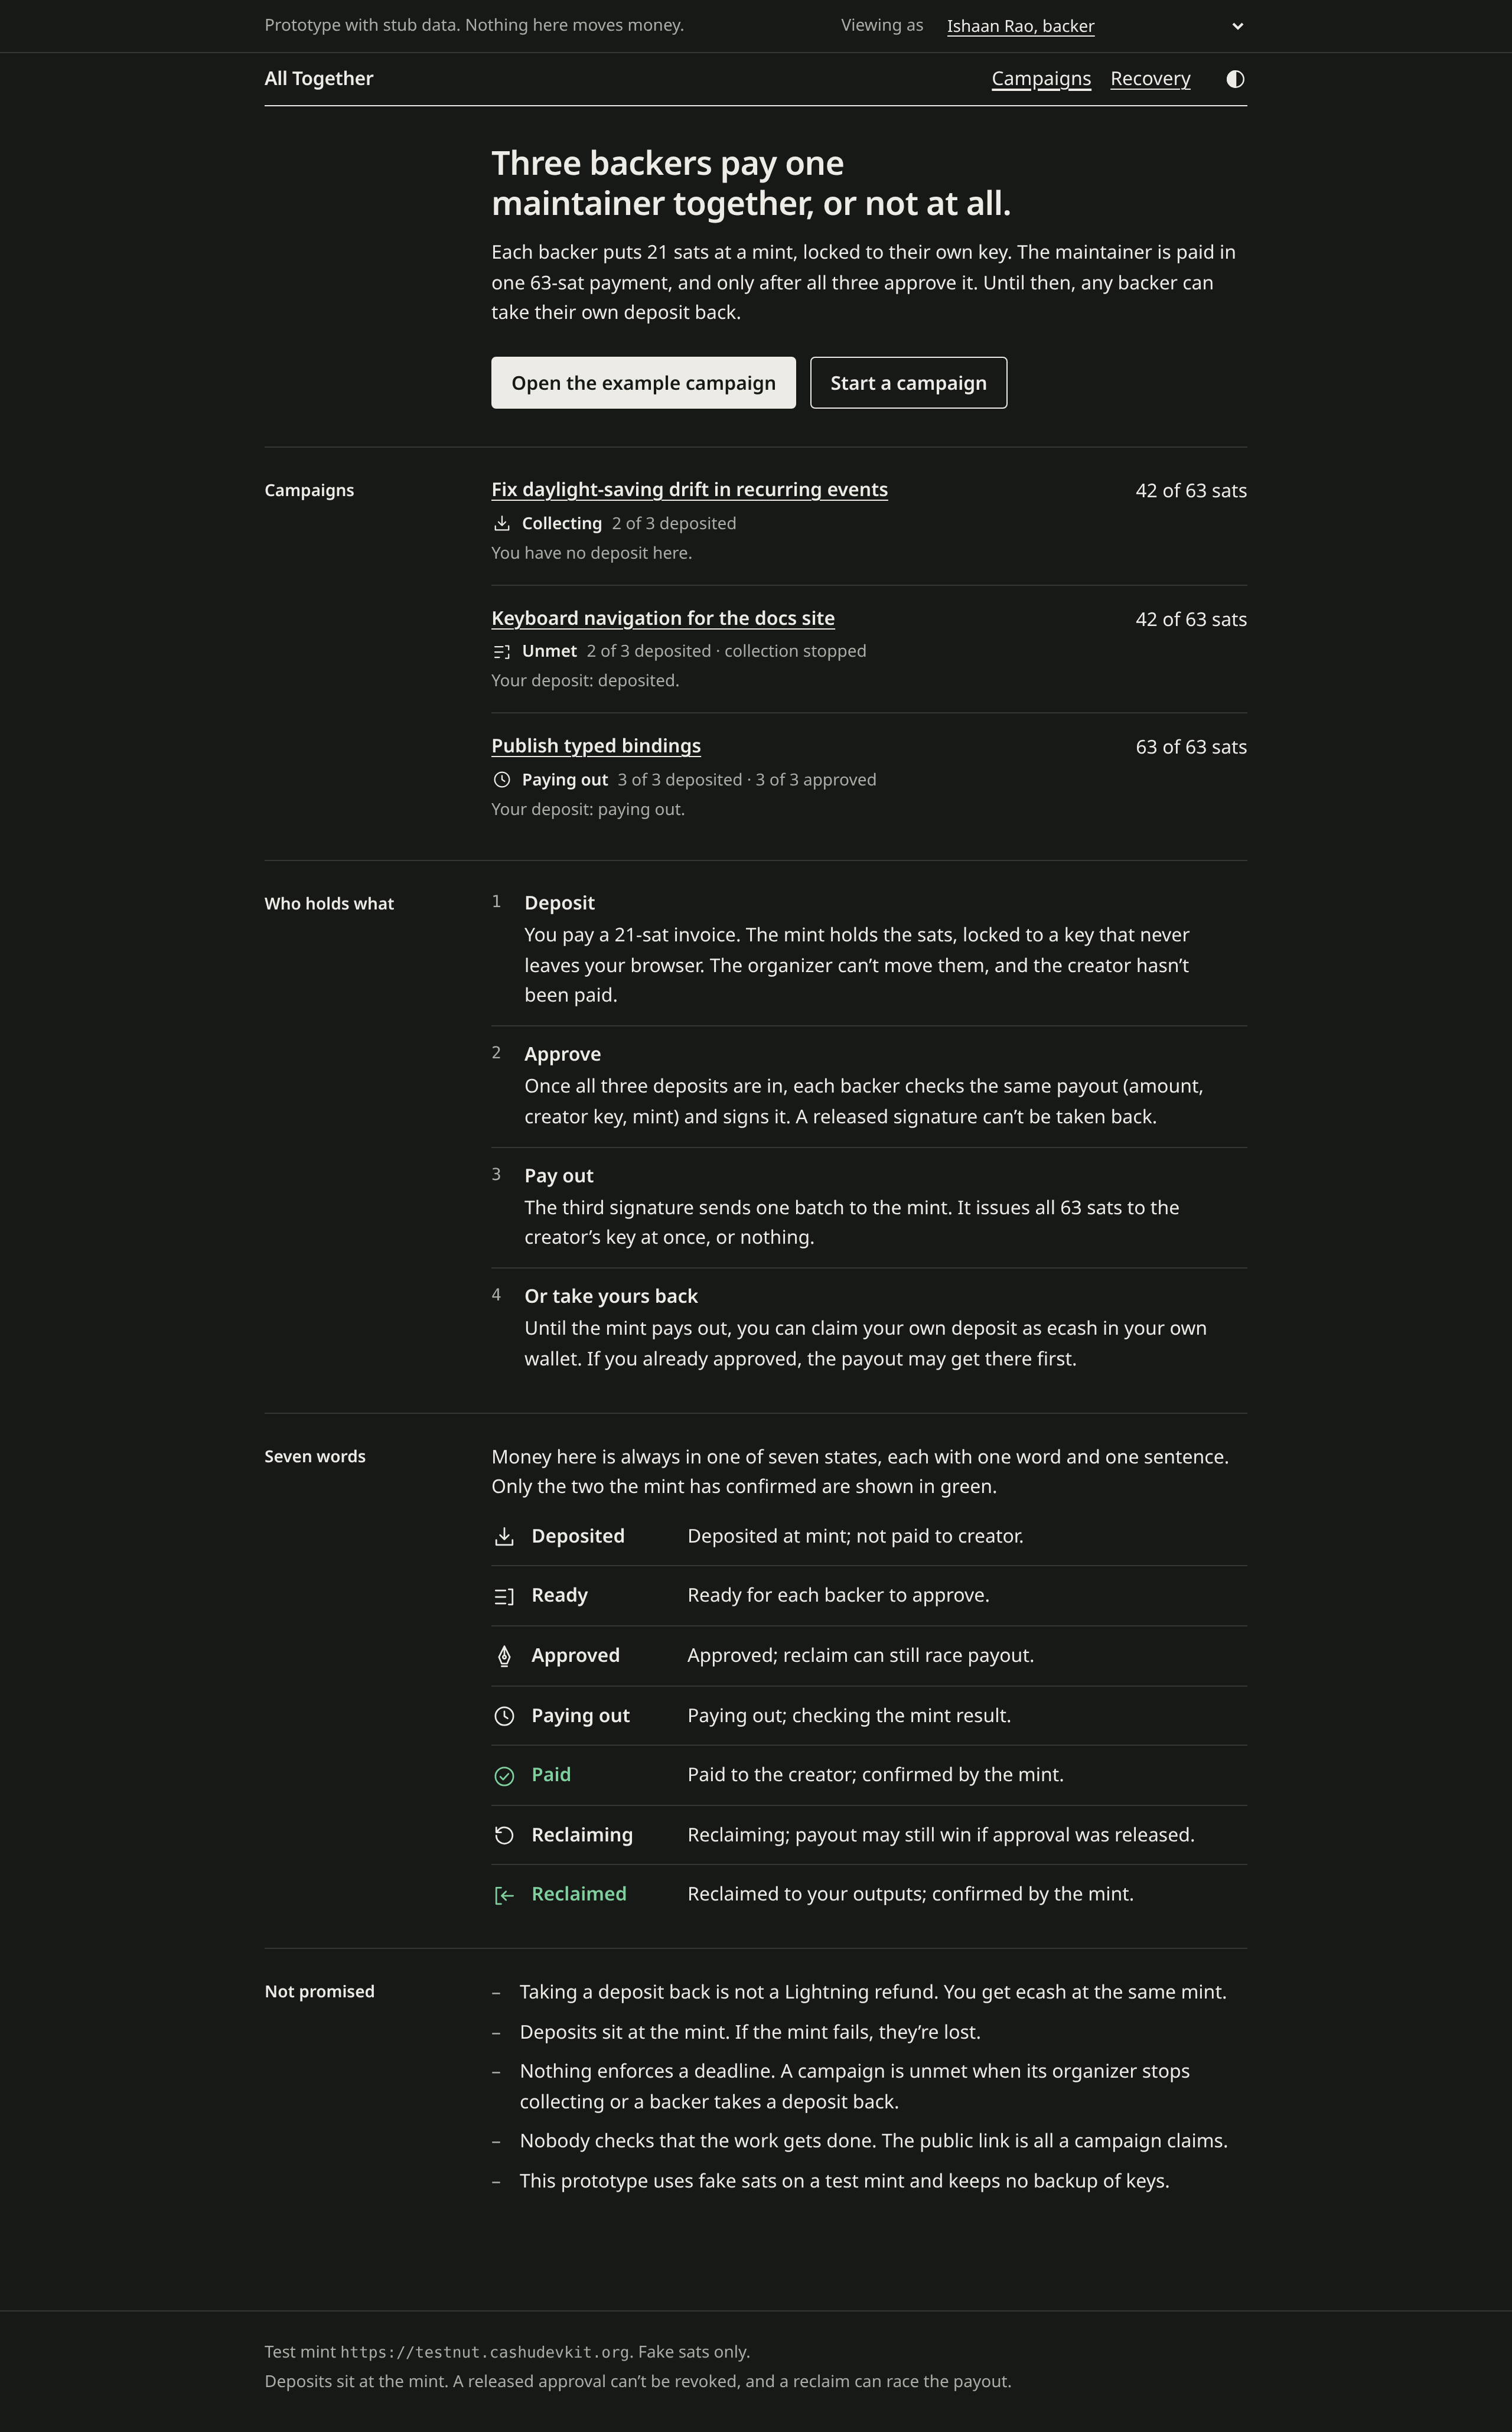 Prototype with stub data. Nothing here moves money.
Viewing as
Ishaan Rao, backer
All Together
Campaigns
Recovery
Three backers pay one
maintainer together, or not at all.
Each backer puts 21 sats at a mint, locked to their own key. The maintainer is paid in
one 63-sat payment, and only after all three approve it. Until then, any backer can
take their own deposit back.
Open the example campaign
Start a campaign
Campaigns
Fix daylight-saving drift in recurring events
42 of 63 sats
Collecting 2 of 3 deposited
You have no deposit here.
Keyboard navigation for the docs site
42 of 63 sats
Unmet 2 of 3 deposited · collection stopped
Your deposit: deposited.
Publish typed bindings
63 of 63 sats
Paying out 3 of 3 deposited · 3 of 3 approved
Your deposit: paying out.
Who holds what
1 Deposit
You pay a 21-sat invoice. The mint holds the sats, locked to a key that never
leaves your browser. The organizer can’t move them, and the creator hasn’t
been paid.
2 Approve
Once all three deposits are in, each backer checks the same payout (amount,
creator key, mint) and signs it. A released signature can’t be taken back.
3 Pay out
The third signature sends one batch to the mint. It issues all 63 sats to the
creator’s key at once, or nothing.
4 Or take yours back
Until the mint pays out, you can claim your own deposit as ecash in your own
wallet. If you already approved, the payout may get there first.
Seven words
Money here is always in one of seven states, each with one word and one sentence.
Only the two the mint has confirmed are shown in green.
Deposited Deposited at mint; not paid to creator.
Ready Ready for each backer to approve.
Approved Approved; reclaim can still race payout.
Paying out Paying out; checking the mint result.
Paid Paid to the creator; confirmed by the mint.
Reclaiming Reclaiming; payout may still win if approval was released.
Reclaimed Reclaimed to your outputs; confirmed by the mint.
Not promised
– Taking a deposit back is not a Lightning refund. You get ecash at the same mint.
– Deposits sit at the mint. If the mint fails, they’re lost.
– Nothing enforces a deadline. A campaign is unmet when its organizer stops
collecting or a backer takes a deposit back.
– Nobody checks that the work gets done. The public link is all a campaign claims.
– This prototype uses fake sats on a test mint and keeps no backup of keys.
Test mint https://testnut.cashudevkit.org. Fake sats only.
Deposits sit at the mint. A released approval can’t be revoked, and a reclaim can race the payout.